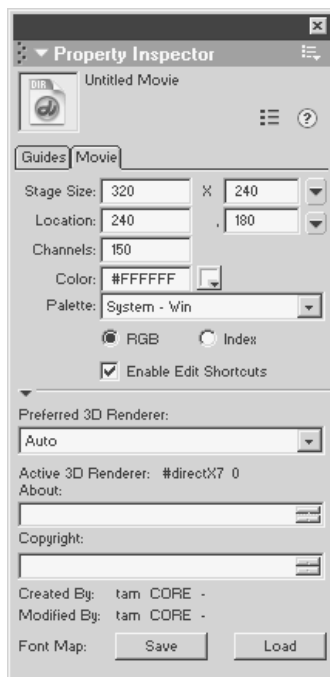 Property Inspector
DIR
Untitled Movie
Guides Movie
Stage Size: 320 X 240
Location: 240 , 180
Channels: 150
Color: #FFFFFF
Palette: System - Win
RGB Index
Enable Edit Shortcuts
Preferred 3D Renderer:
Auto
Active 3D Renderer: #directX7 0
About:
Copyright:
Created By: tam CORE -
Modified By: tam CORE -
Font Map: Save Load